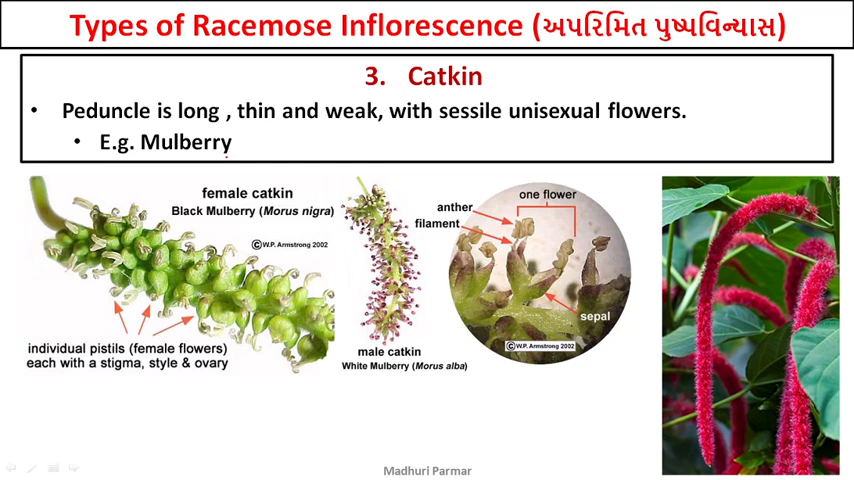 Types of Racemose Inflorescence (અપરિમિત પુષ્પવિન્યાસ)
3. Catkin
• Peduncle is long , thin and weak, with sessile unisexual flowers.
• E.g. Mulberry
female catkin
Black Mulberry (Morus nigra)
©W.P. Armstrong 2002
individual pistils (female flowers)
each with a stigma, style & ovary
male catkin
White Mulberry (Morus alba)
one flower
anther
filament
sepal
©W.P. Armstrong 2002
Madhuri Parmar